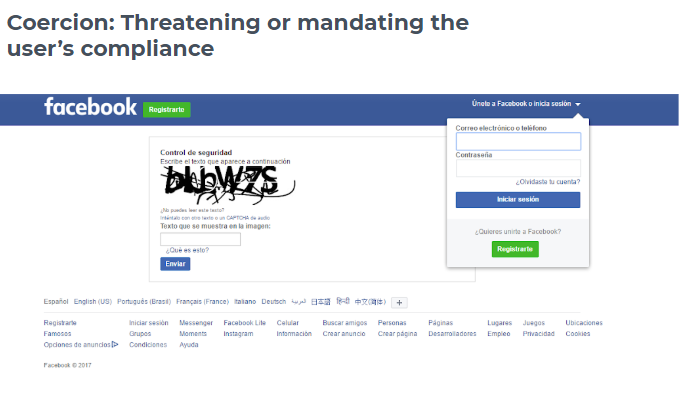 Coercion: Threatening or mandating the
user's compliance
facebook Registrarte Únete a Facebook o inicia sesión
Correo electrónico o teléfono
Contraseña
¿Olvidaste tu cuenta?
Iniciar sesión
¿Quieres unirte a Facebook?
Registrarte
Control de seguridad
Escribe el texto que aparece a continuación
¿No puedes leer este texto?
Inténtalo con otro texto o un CAPTCHA de audio
Texto que se muestra en la imagen:
¿Qué es esto?
Enviar
Español English (US) Português (Brasil) Français (France) Italiano Deutsch العربية 日本語 हिन्दी 中文(简体) +
Registrarte Iniciar sesión Messenger Facebook Lite Celular Buscar amigos Personas Páginas Lugares Juegos Ubicaciones
Famosos Grupos Moments Instagram Información Crear anuncio Crear página Desarrolladores Empleo Privacidad Cookies
Opciones de anuncios Condiciones Ayuda
Facebook © 2017